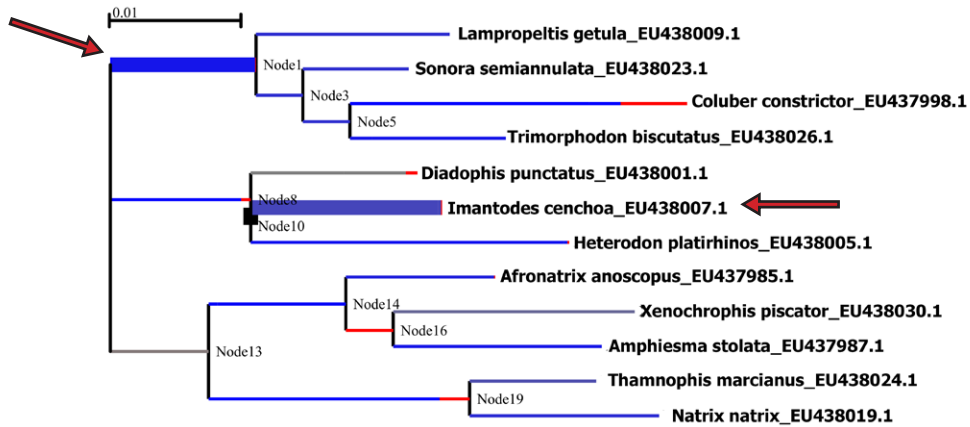 0.01
Lampropeltis getula_EU438009.1
Node1
Sonora semiannulata_EU438023.1
Node3
Coluber constrictor_EU437998.1
Node5
Trimorphodon biscutatus_EU438026.1
Diadophis punctatus_EU438001.1
Node8
Imantodes cenchoa_EU438007.1
Node10
Heterodon platirhinos_EU438005.1
Afronatrix anoscopus_EU437985.1
Node14
Xenochrophis piscator_EU438030.1
Node16
Amphiesma stolata_EU437987.1
Node13
Thamnophis marcianus_EU438024.1
Node19
Natrix natrix_EU438019.1